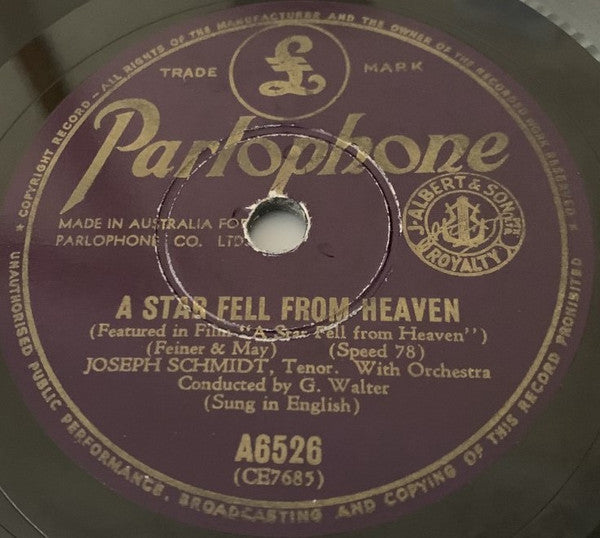 COPYRIGHT RECORD — ALL RIGHTS OF THE MANUFACTURER AND THE OWNER OF THE RECORDED WORK RESERVED
TRADE MARK
£
Parlophone
MADE IN AUSTRALIA FOR
PARLOPHONE CO. LTD
J. ALBERT & SON PTY LTD
ROYALTY
A STAR FELL FROM HEAVEN
(Featured in Film "A Star Fell from Heaven")
(Feiner & May) (Speed 78)
JOSEPH SCHMIDT, Tenor. With Orchestra
Conducted by G. Walter
(Sung in English)
A6526
(CE7685)
UNAUTHORISED PUBLIC PERFORMANCE, BROADCASTING AND COPYING OF THIS RECORD PROHIBITED